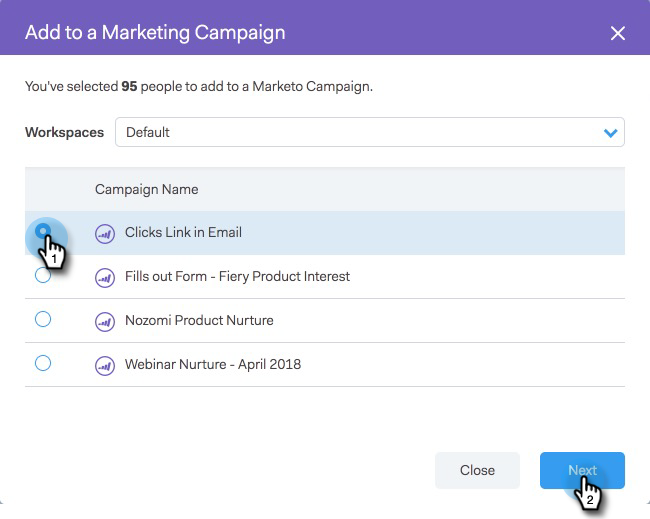 Add to a Marketing Campaign
You've selected 95 people to add to a Marketo Campaign.
Workspaces Default
Campaign Name
Clicks Link in Email
1
Fills out Form - Fiery Product Interest
Nozomi Product Nurture
Webinar Nurture - April 2018
Close Next
2